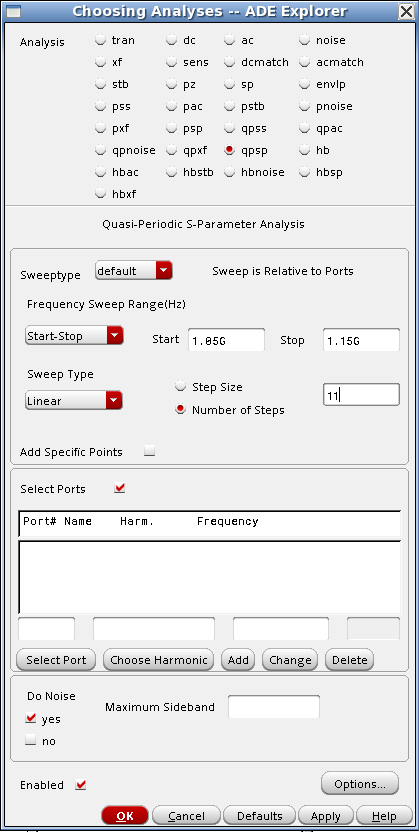 Choosing Analyses -- ADE Explorer
Analysis
tran dc ac noise
xf sens dcmatch acmatch
stb pz sp envlp
pss pac pstb pnoise
pxf psp qpss qpac
qpnoise qpxf qpsp hb
hbac hbstb hbnoise hbsp
hbxf
Quasi-Periodic S-Parameter Analysis
Sweeptype default Sweep is Relative to Ports
Frequency Sweep Range(Hz)
Start-Stop Start 1.05G Stop 1.15G
Sweep Type
Step Size
Linear 11
Number of Steps
Add Specific Points
Select Ports
Port# Name Harm. Frequency
Select Port Choose Harmonic Add Change Delete
Do Noise
Maximum Sideband
yes
no
Enabled Options...
OK Cancel Defaults Apply Help